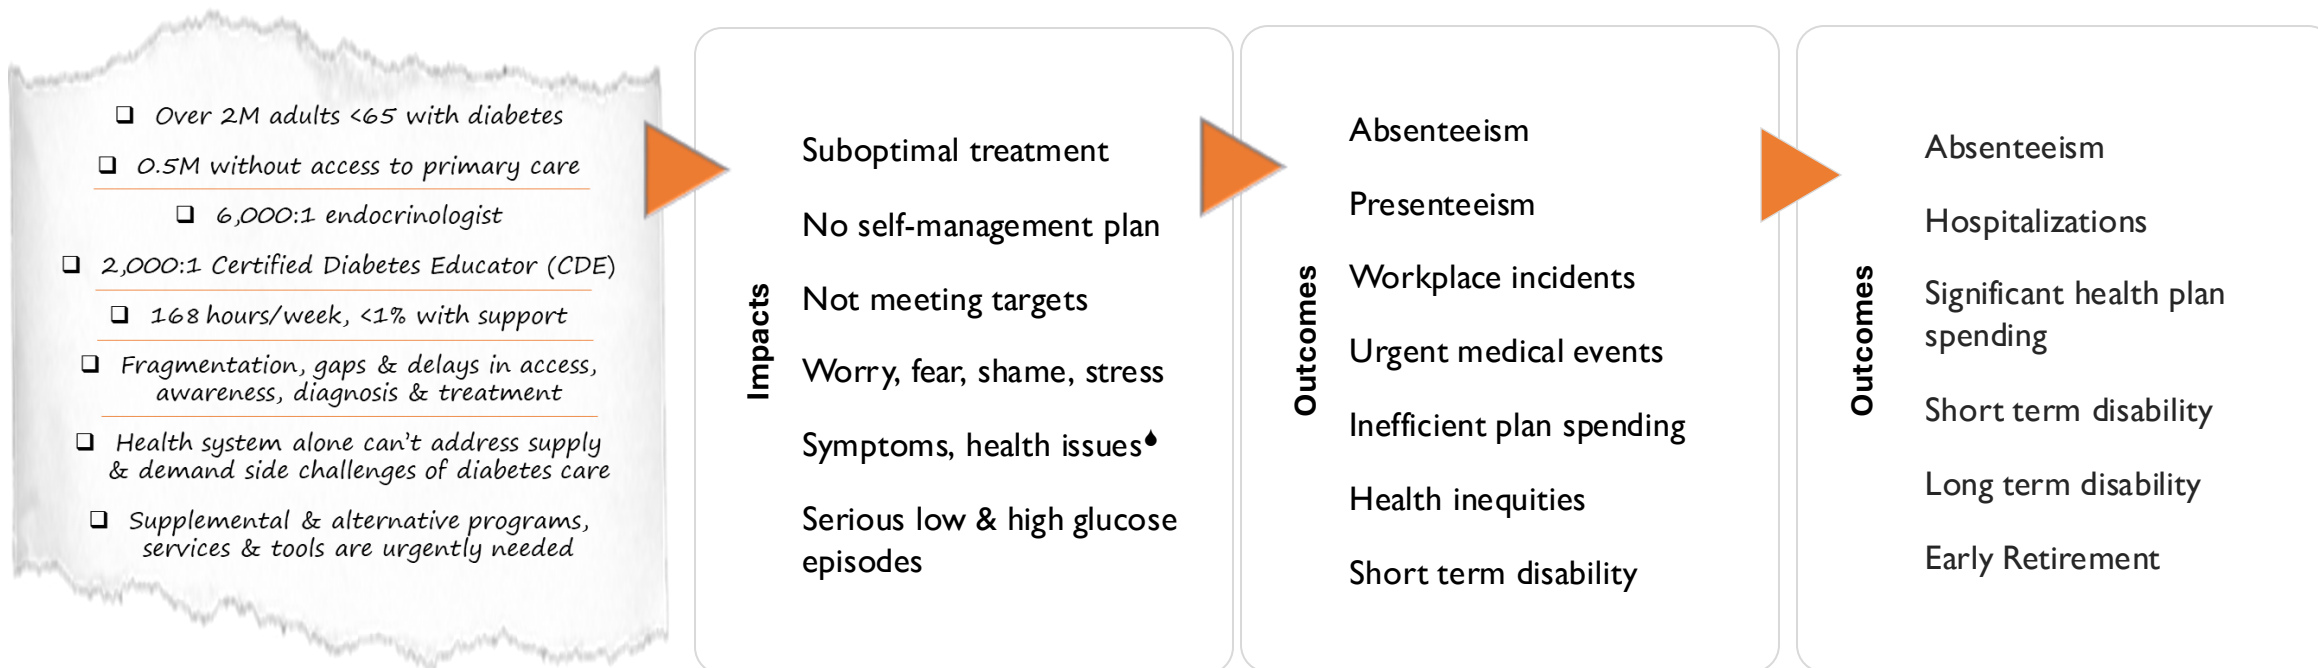 ❑ Over 2M adults <65 with diabetes
❑ 0.5M without access to primary care
❑ 6,000:1 endocrinologist
❑ 2,000:1 Certified Diabetes Educator (CDE)
❑ 168 hours/week, <1% with support
❑ Fragmentation, gaps & delays in access,
awareness, diagnosis & treatment
❑ Health system alone can't address supply
& demand side challenges of diabetes care
❑ Supplemental & alternative programs,
services & tools are urgently needed
Impacts
Suboptimal treatment
No self-management plan
Not meeting targets
Worry, fear, shame, stress
Symptoms, health issues🌢
Serious low & high glucose
episodes
Outcomes
Absenteeism
Presenteeism
Workplace incidents
Urgent medical events
Inefficient plan spending
Health inequities
Short term disability
Outcomes
Absenteeism
Hospitalizations
Significant health plan
spending
Short term disability
Long term disability
Early Retirement